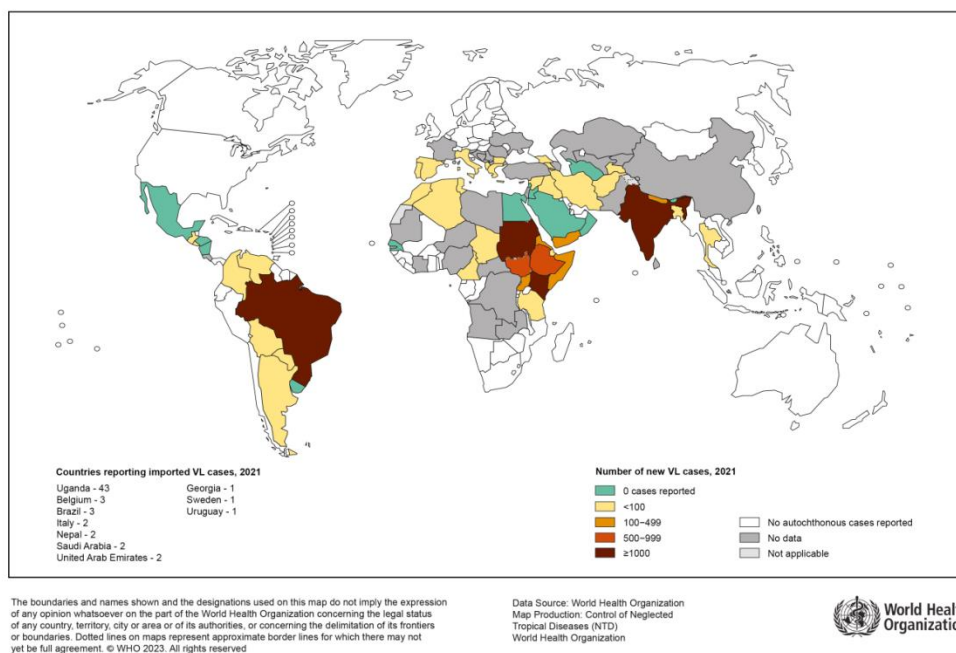 Countries reporting imported VL cases, 2021
Uganda - 43
Belgium - 3
Brazil - 3
Italy - 2
Nepal - 2
Saudi Arabia - 2
United Arab Emirates - 2
Georgia - 1
Sweden - 1
Uruguay - 1
Number of new VL cases, 2021
0 cases reported
<100
100–499
500–999
≥1000
No autochthonous cases reported
No data
Not applicable
The boundaries and names shown and the designations used on this map do not imply the expression
of any opinion whatsoever on the part of the World Health Organization concerning the legal status
of any country, territory, city or area or of its authorities, or concerning the delimitation of its frontiers
or boundaries. Dotted lines on maps represent approximate border lines for which there may not
yet be full agreement. © WHO 2023. All rights reserved
Data Source: World Health Organization
Map Production: Control of Neglected
Tropical Diseases (NTD)
World Health Organization
World Heal
Organization